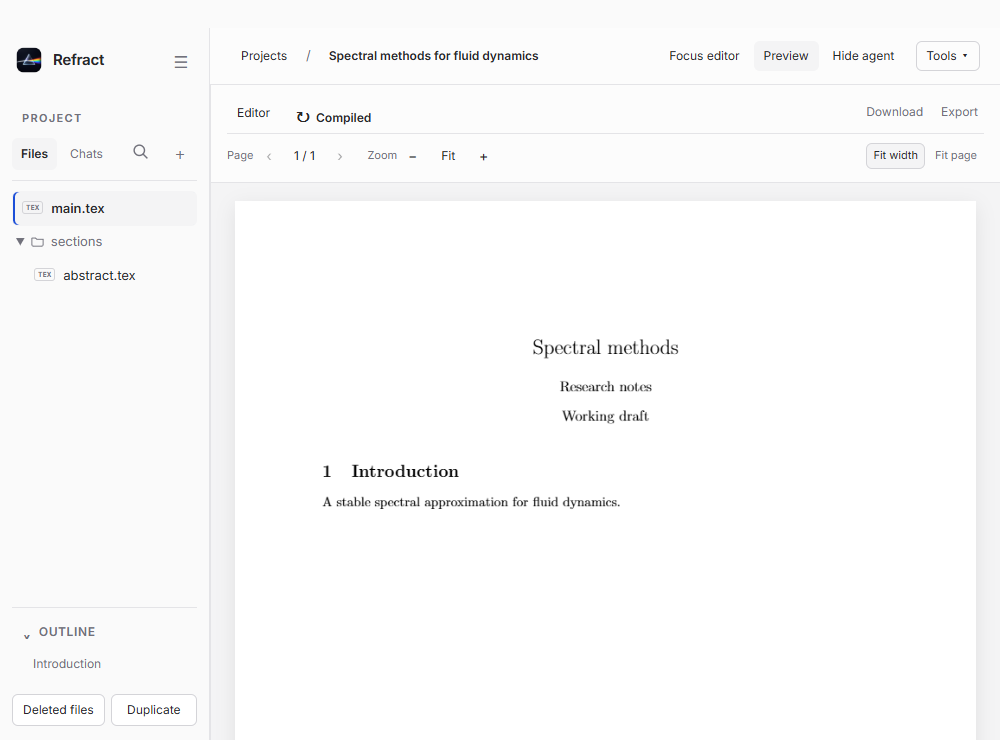 Refract
PROJECT
Files Chats +
TEX main.tex
sections
TEX abstract.tex
OUTLINE
Introduction
Deleted files Duplicate
Projects / Spectral methods for fluid dynamics Focus editor Preview Hide agent Tools
Editor Compiled Download Export
Page ‹ 1 / 1 › Zoom – Fit + Fit width Fit page
Spectral methods
Research notes
Working draft
1 Introduction
A stable spectral approximation for fluid dynamics.